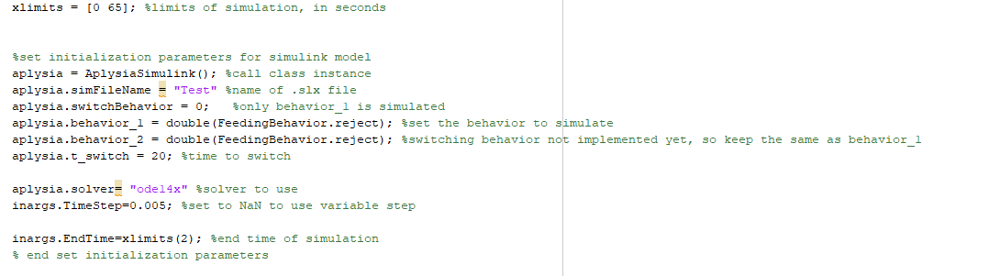 xlimits = [0 65]; %limits of simulation, in seconds
%set initialization parameters for simulink model
aplysia = AplysiaSimulink(); %call class instance
aplysia.simFileName = "Test" %name of .slx file
aplysia.switchBehavior = 0;   %only behavior_1 is simulated
aplysia.behavior_1 = double(FeedingBehavior.reject); %set the behavior to simulate
aplysia.behavior_2 = double(FeedingBehavior.reject); %switching behavior not implemented yet, so keep the same as behavior_1
aplysia.t_switch = 20; %time to switch
aplysia.solver= "ode14x" %solver to use
inargs.TimeStep=0.005; %set to NaN to use variable step
inargs.EndTime=xlimits(2); %end time of simulation
% end set initialization parameters